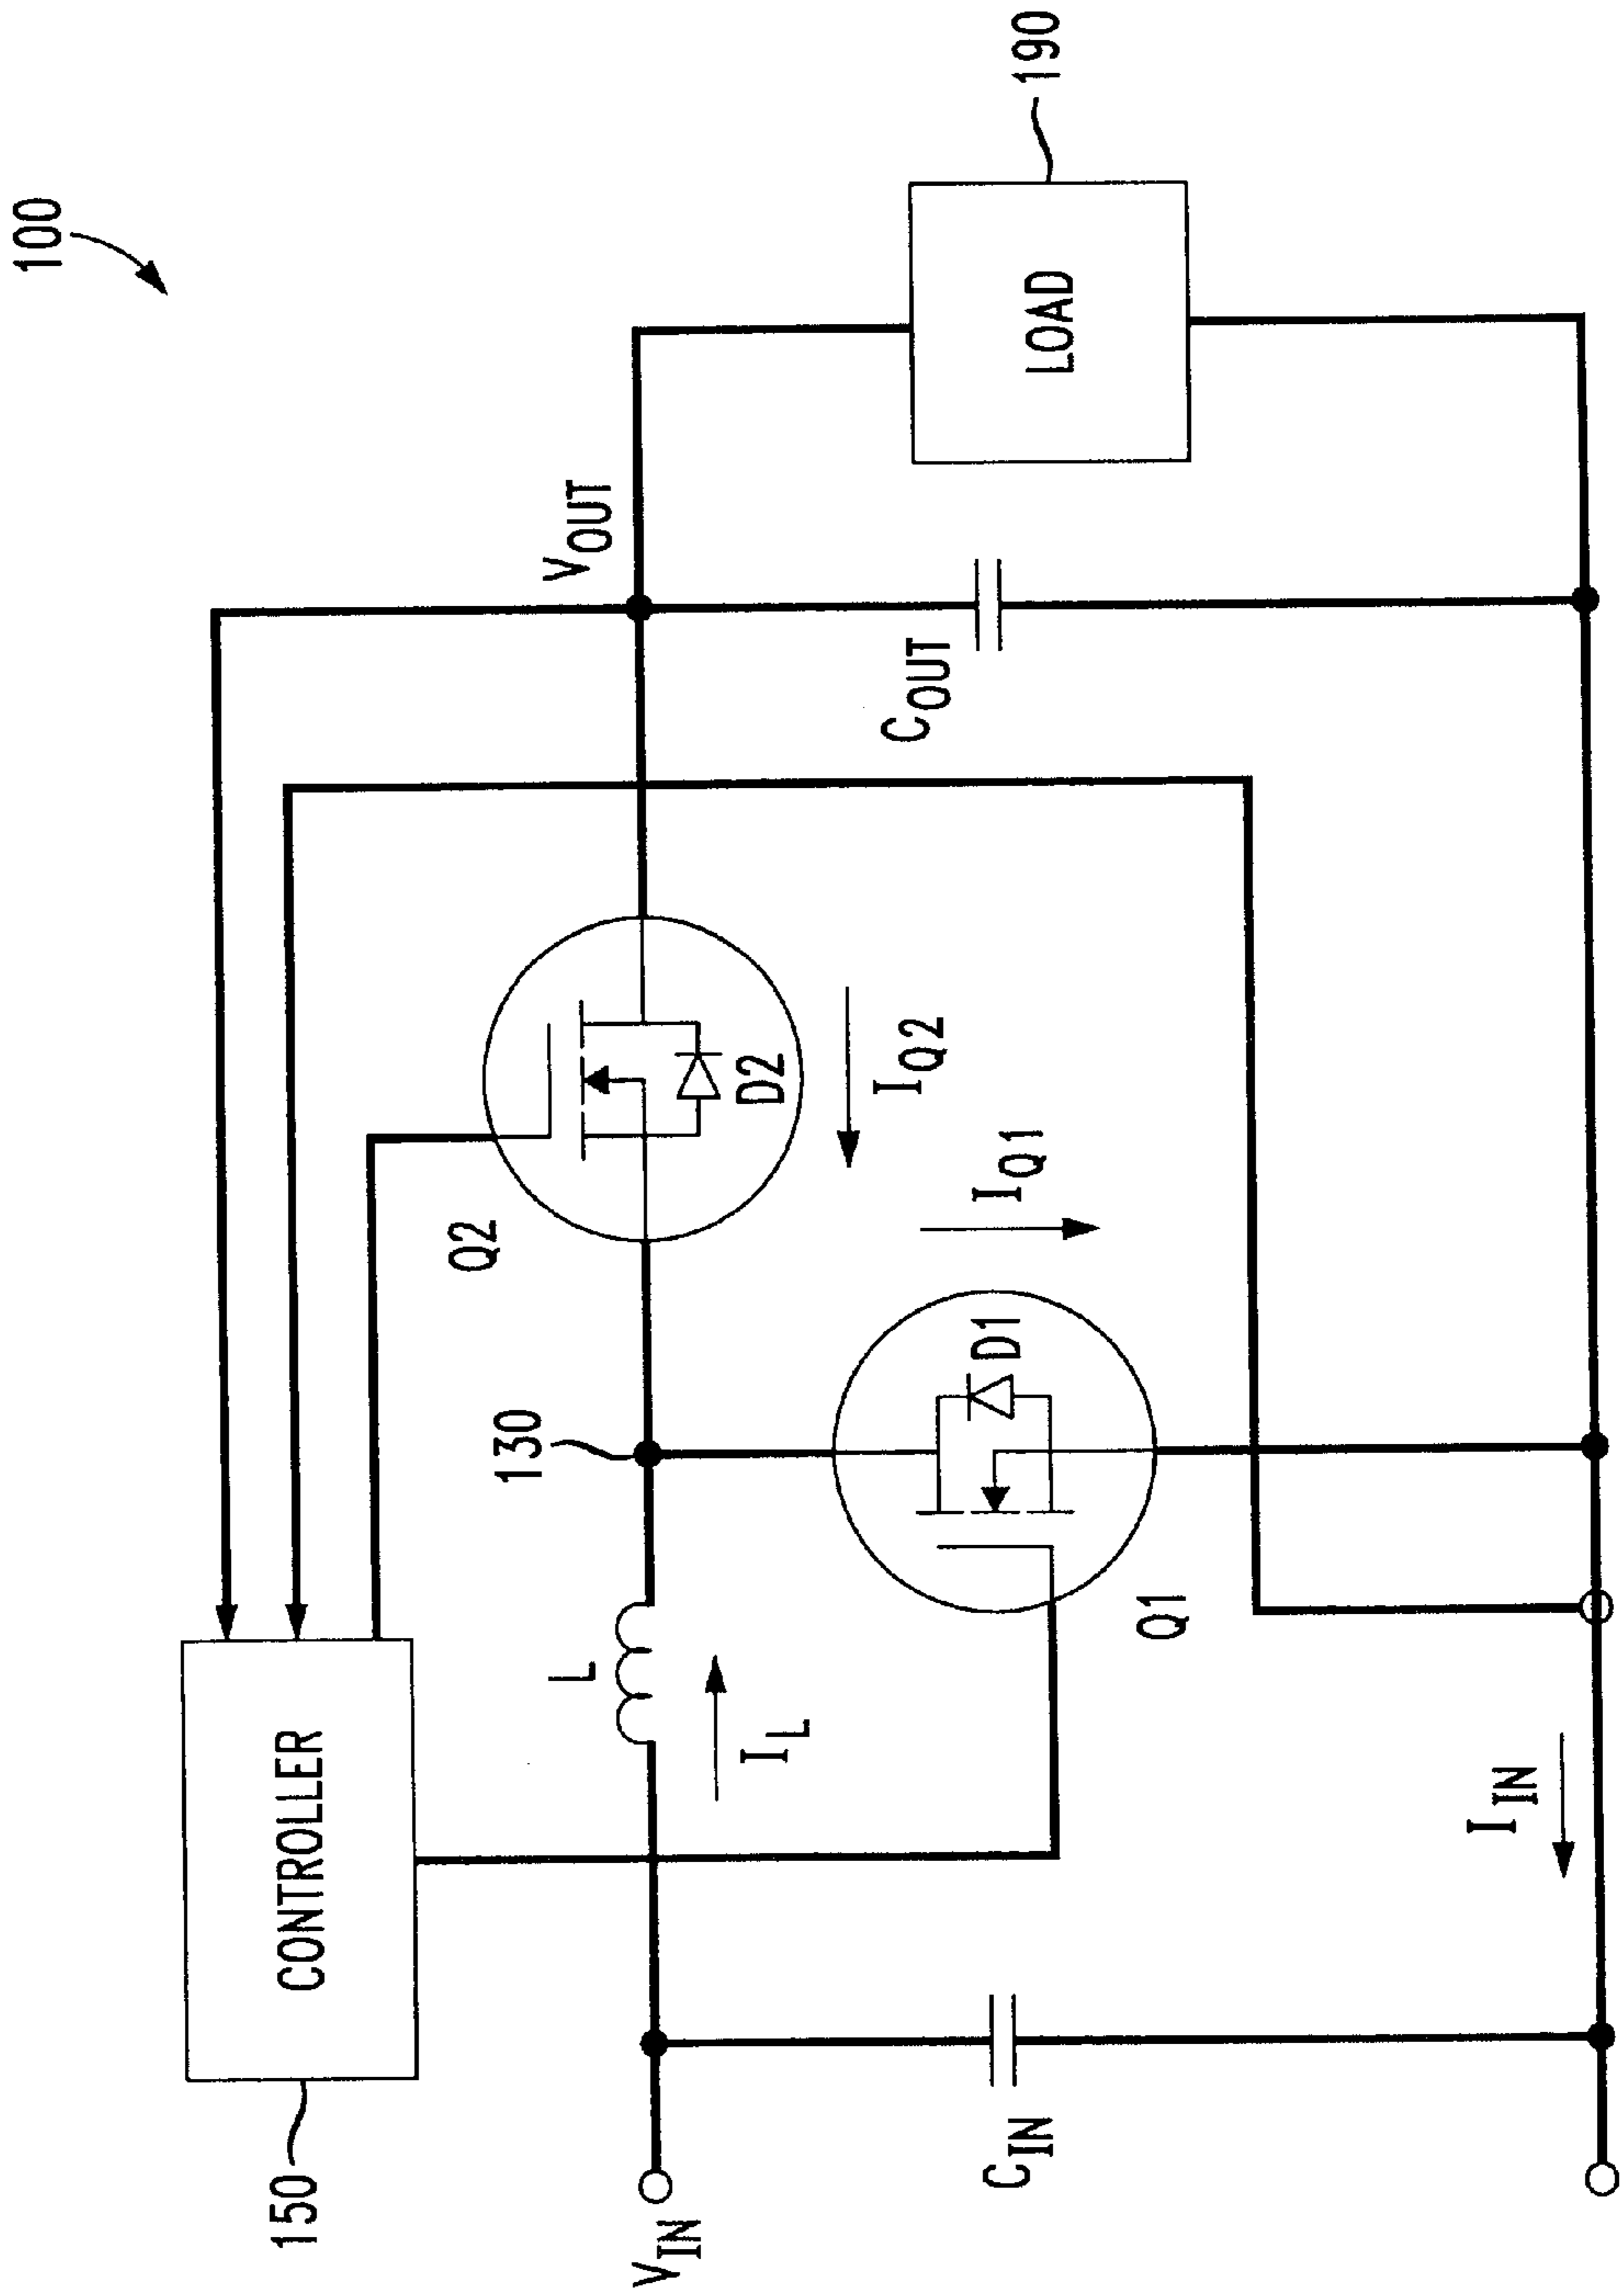 100
150
CONTROLLER
VOUT
Q2
130
L
D2
VIN
IL
IQ2
COUT
IQ1
D1
LOAD
190
CIN
Q1
IIN